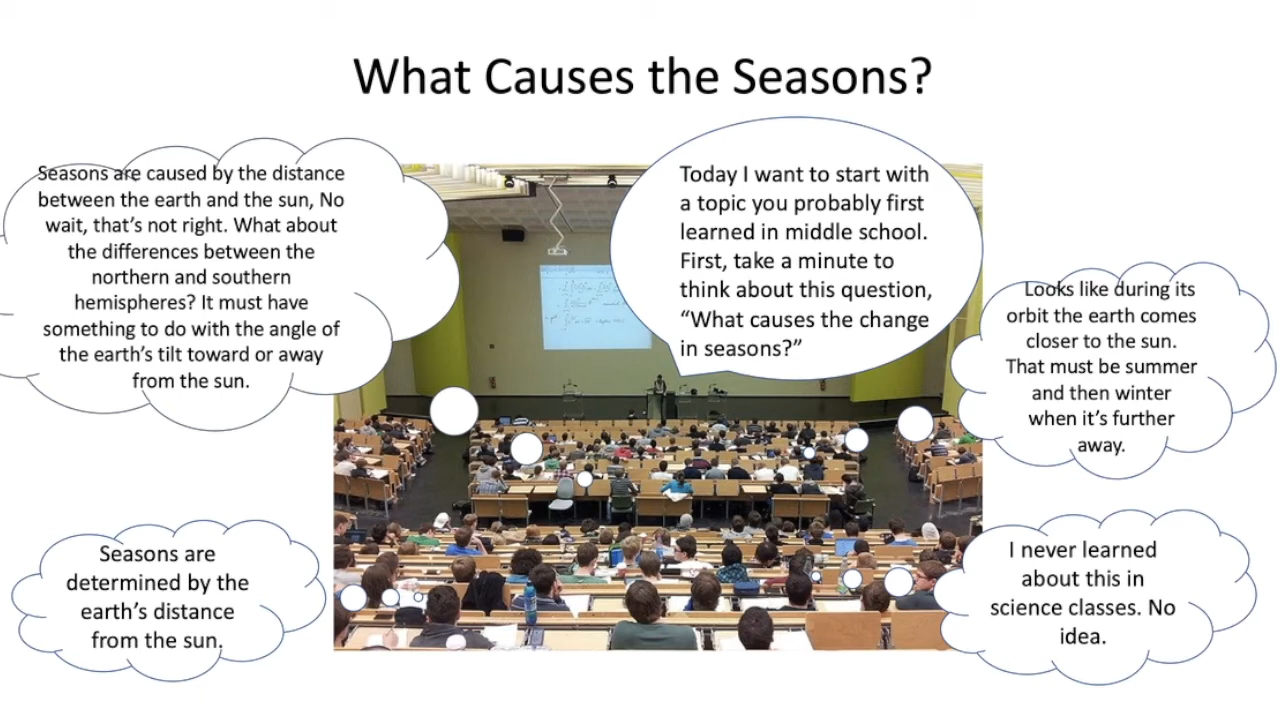 What Causes the Seasons?
Seasons are caused by the distance
between the earth and the sun, No
wait, that's not right. What about
the differences between the
northern and southern
hemispheres? It must have
something to do with the angle of
the earth's tilt toward or away
from the sun.
Today I want to start with
a topic you probably first
learned in middle school.
First, take a minute to
think about this question,
“What causes the change
in seasons?”
Looks like during its
orbit the earth comes
closer to the sun.
That must be summer
and then winter
when it's further
away.
Seasons are
determined by the
earth's distance
from the sun.
I never learned
about this in
science classes. No
idea.